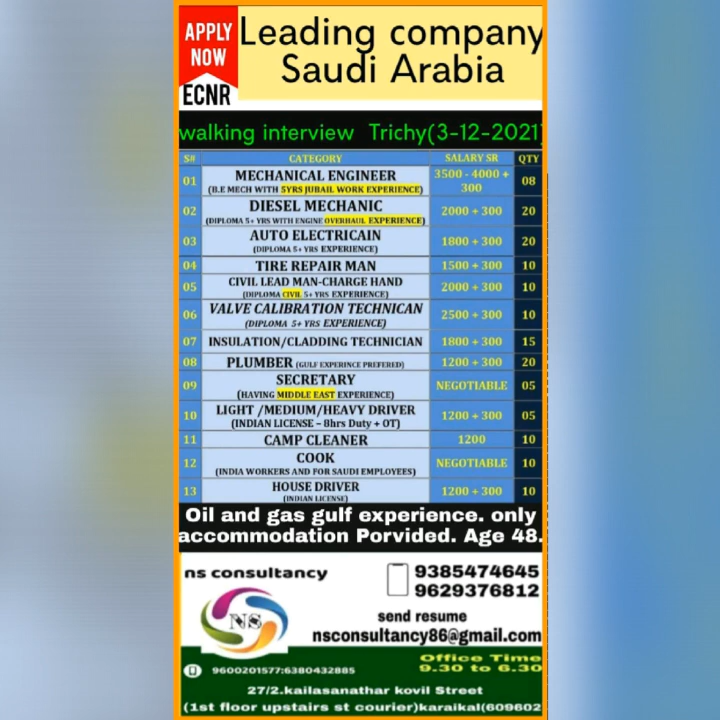 APPLY
NOW
ECNR
Leading company
Saudi Arabia
walking interview Trichy(3-12-2021)
S# CATEGORY SALARY SR QTY
01 MECHANICAL ENGINEER 3500 - 4000 + 300 08
(B.E MECH WITH 5YRS JUBAIL WORK EXPERIENCE)
02 DIESEL MECHANIC 2000 + 300 20
(DIPLOMA 5+ YRS WITH ENGINE OVERHAUL EXPERIENCE)
03 AUTO ELECTRICAIN 1800 + 300 20
(DIPLOMA 5+ YRS EXPERIENCE)
04 TIRE REPAIR MAN 1500 + 300 10
05 CIVIL LEAD MAN-CHARGE HAND 2000 + 300 10
(DIPLOMA CIVIL 5+ YRS EXPERIENCE)
06 VALVE CALIBRATION TECHNICAN 2500 + 300 10
(DIPLOMA 5+ YRS EXPERIENCE)
07 INSULATION/CLADDING TECHNICIAN 1800 + 300 15
08 PLUMBER (GULF EXPERINCE PREFERED) 1200 + 300 20
09 SECRETARY NEGOTIABLE 05
(HAVING MIDDLE EAST EXPERIENCE)
10 LIGHT /MEDIUM/HEAVY DRIVER 1200 + 300 05
(INDIAN LICENSE – 8hrs Duty + OT)
11 CAMP CLEANER 1200 10
12 COOK NEGOTIABLE 10
(INDIA WORKERS AND FOR SAUDI EMPLOYEES)
13 HOUSE DRIVER 1200 + 300 10
(INDIAN LICENSE)
Oil and gas gulf experience. only
accommodation Porvided. Age 48.
ns consultancy
NS
9385474645
9629376812
send resume
nsconsultancy86@gmail.com
Office Time
9.30 to 6.30
9600201577:6380432885
27/2.kailasanathar kovil Street
(1st floor upstairs st courier)karaikal(609602